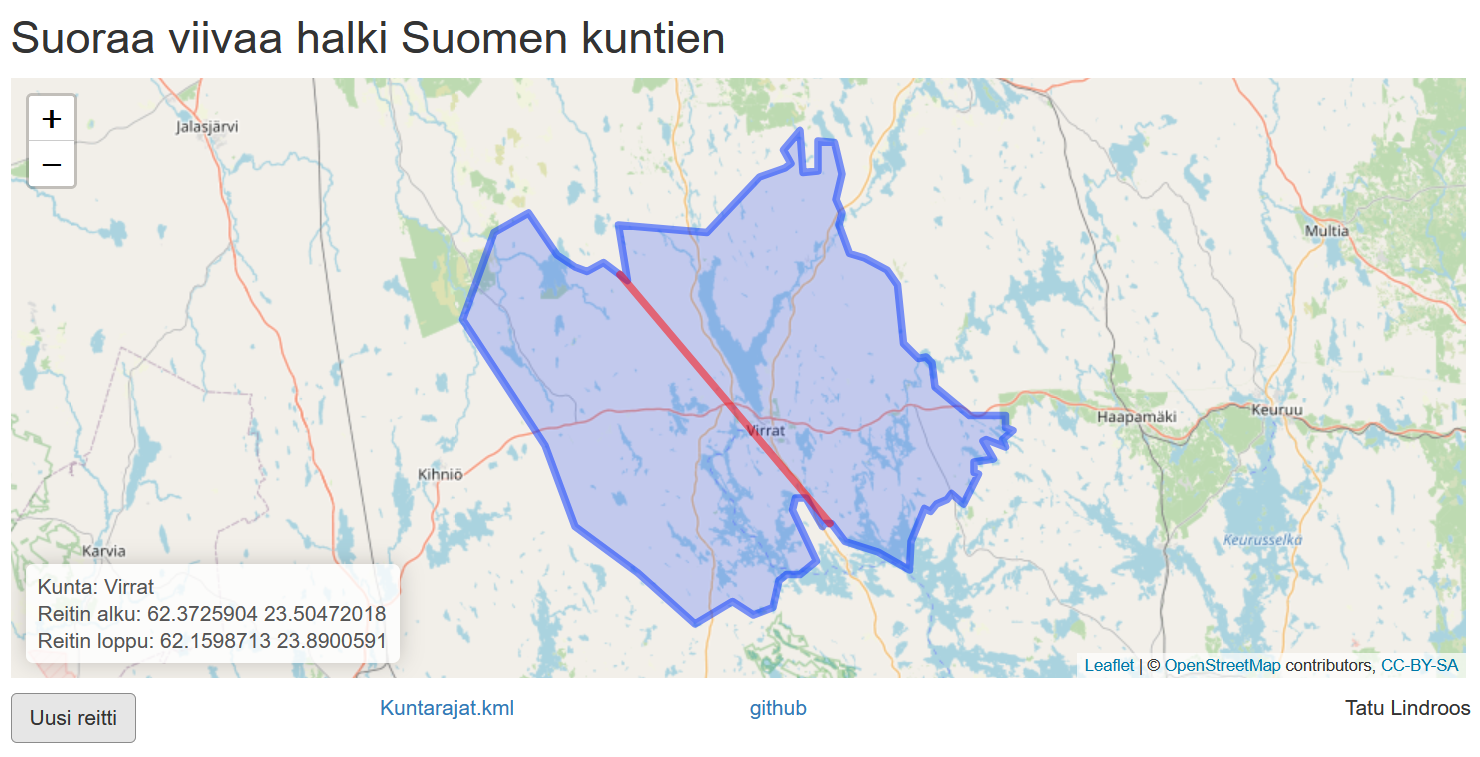 Suoraa viivaa halki Suomen kuntien
+
−
Jalasjärvi
Multia
Virrat
Haapamäki
Keuruu
Kihniö
Keurusselkä
Karvia
Kunta: Virrat
Reitin alku: 62.3725904 23.50472018
Reitin loppu: 62.1598713 23.8900591
Leaflet | © OpenStreetMap contributors, CC-BY-SA
Uusi reitti
Kuntarajat.kml
github
Tatu Lindroos